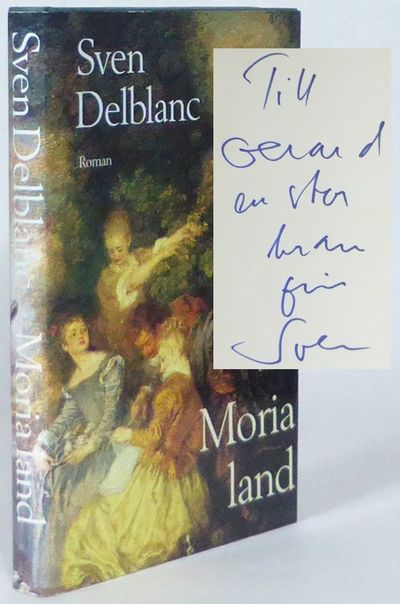 Sven Delblanc Moria land
Sven
Delblanc
Roman
Moria
land
Till
Gerard
en stor
kram
från
Sven